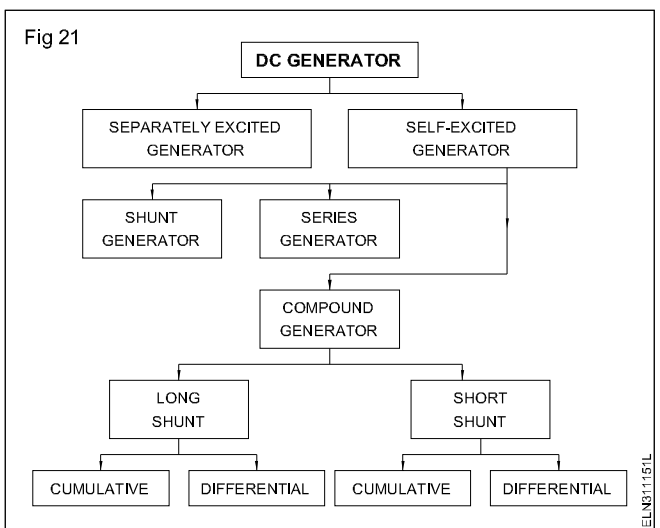 Fig 21
DC GENERATOR
SEPARATELY EXCITED
GENERATOR
SELF-EXCITED
GENERATOR
SHUNT
GENERATOR
SERIES
GENERATOR
COMPOUND
GENERATOR
LONG
SHUNT
SHORT
SHUNT
CUMULATIVE
DIFFERENTIAL
CUMULATIVE
DIFFERENTIAL
ELN311151L